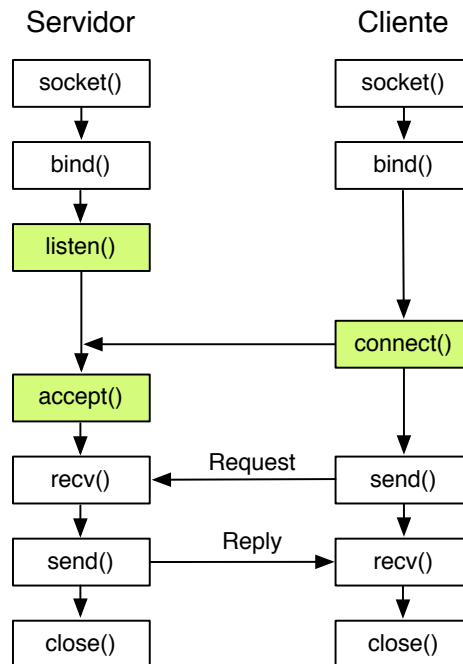 Servidor
Cliente
socket()
socket()
bind()
bind()
listen()
connect()
accept()
recv()
Request
send()
send()
Reply
recv()
close()
close()